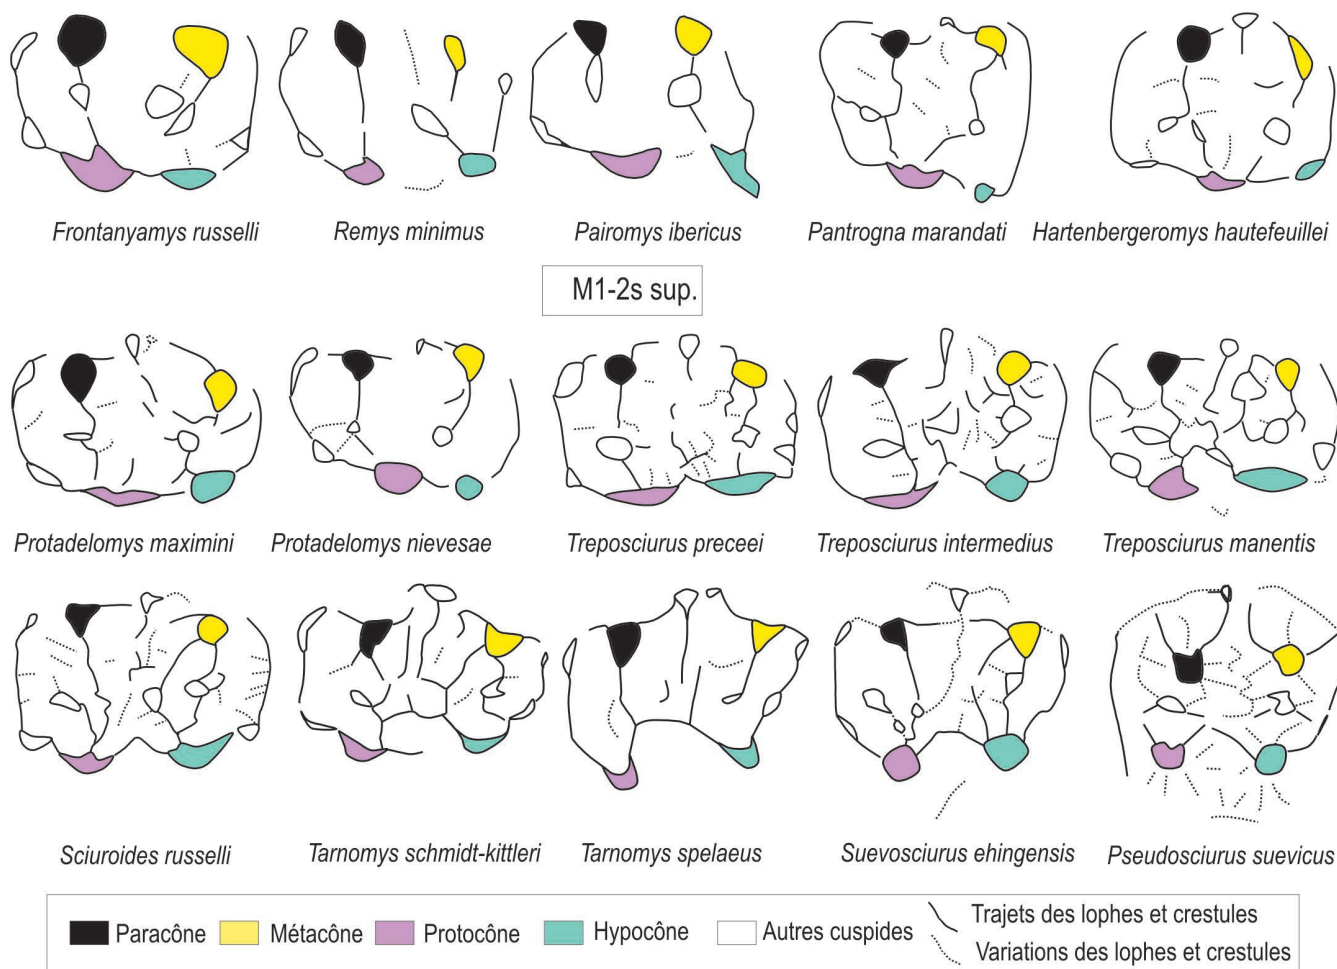 Frontanyamys russelli
Remys minimus
Pairomys ibericus
Pantrogna marandati
Hartenbergeromys hautefeuillei
M1-2s sup.
Protadelomys maximini
Protadelomys nievesae
Treposciurus preceei
Treposciurus intermedius
Treposciurus manentis
Sciuroides russelli
Tarnomys schmidt-kittleri
Tarnomys spelaeus
Suevosciurus ehingensis
Pseudosciurus suevicus
Paracône
Métacône
Protocône
Hypocône
Autres cuspides
Trajets des lophes et crestules
Variations des lophes et crestules